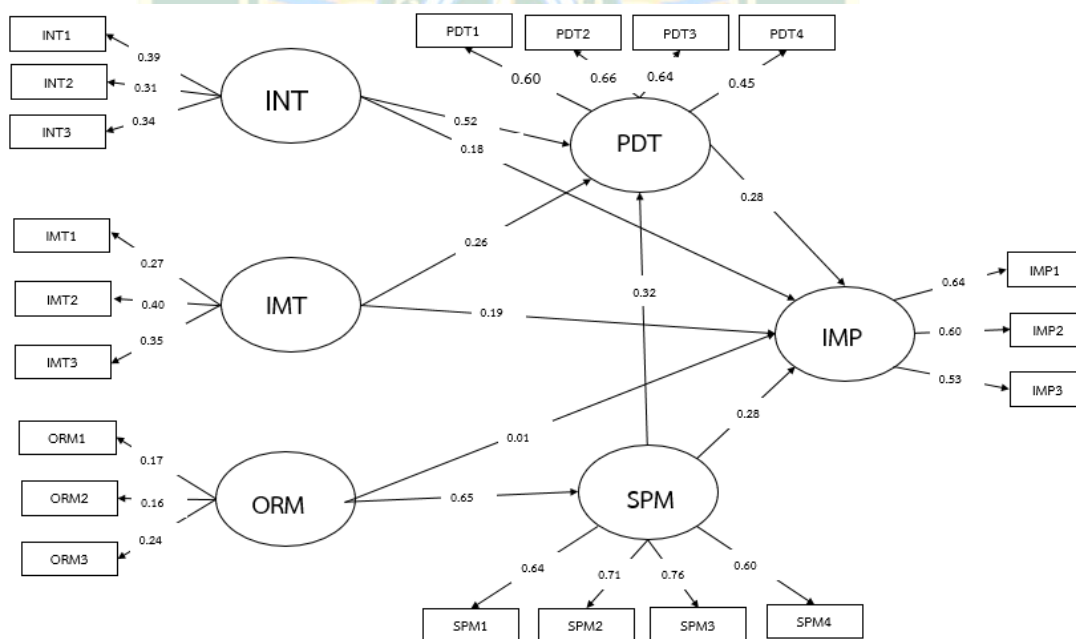 INT1
INT2
INT3
0.39
0.31
0.34
INT
PDT1
PDT2
PDT3
PDT4
0.60
0.66
0.64
0.45
PDT
0.52
0.18
0.28
IMT1
IMT2
IMT3
0.27
0.40
0.35
IMT
0.26
0.19
0.32
IMP
0.64
0.60
0.53
IMP1
IMP2
IMP3
ORM1
ORM2
ORM3
0.17
0.16
0.24
ORM
0.01
0.65
0.28
SPM
0.64
0.71
0.76
0.60
SPM1
SPM2
SPM3
SPM4